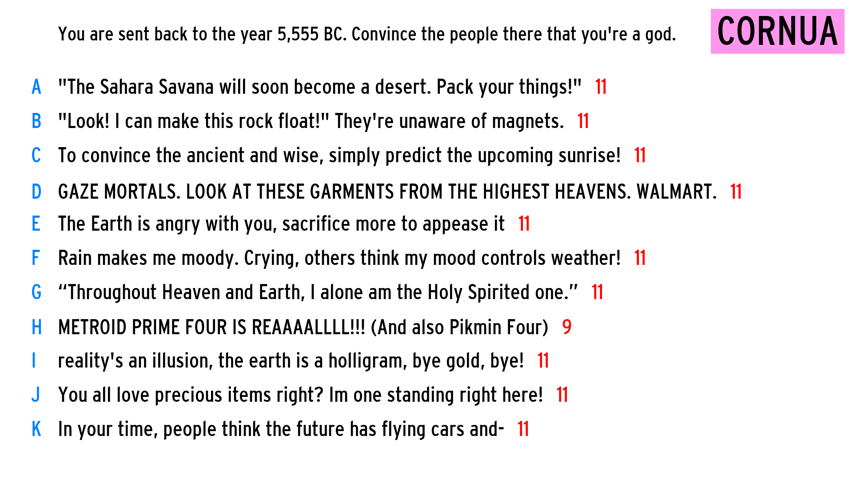 You are sent back to the year 5,555 BC. Convince the people there that you're a god.
CORNUA
A "The Sahara Savana will soon become a desert. Pack your things!" 11
B "Look! I can make this rock float!" They're unaware of magnets. 11
C To convince the ancient and wise, simply predict the upcoming sunrise! 11
D GAZE MORTALS. LOOK AT THESE GARMENTS FROM THE HIGHEST HEAVENS. WALMART. 11
E The Earth is angry with you, sacrifice more to appease it 11
F Rain makes me moody. Crying, others think my mood controls weather! 11
G “Throughout Heaven and Earth, I alone am the Holy Spirited one.” 11
H METROID PRIME FOUR IS REAAAALLLL!!! (And also Pikmin Four) 9
I reality's an illusion, the earth is a holligram, bye gold, bye! 11
J You all love precious items right? Im one standing right here! 11
K In your time, people think the future has flying cars and- 11